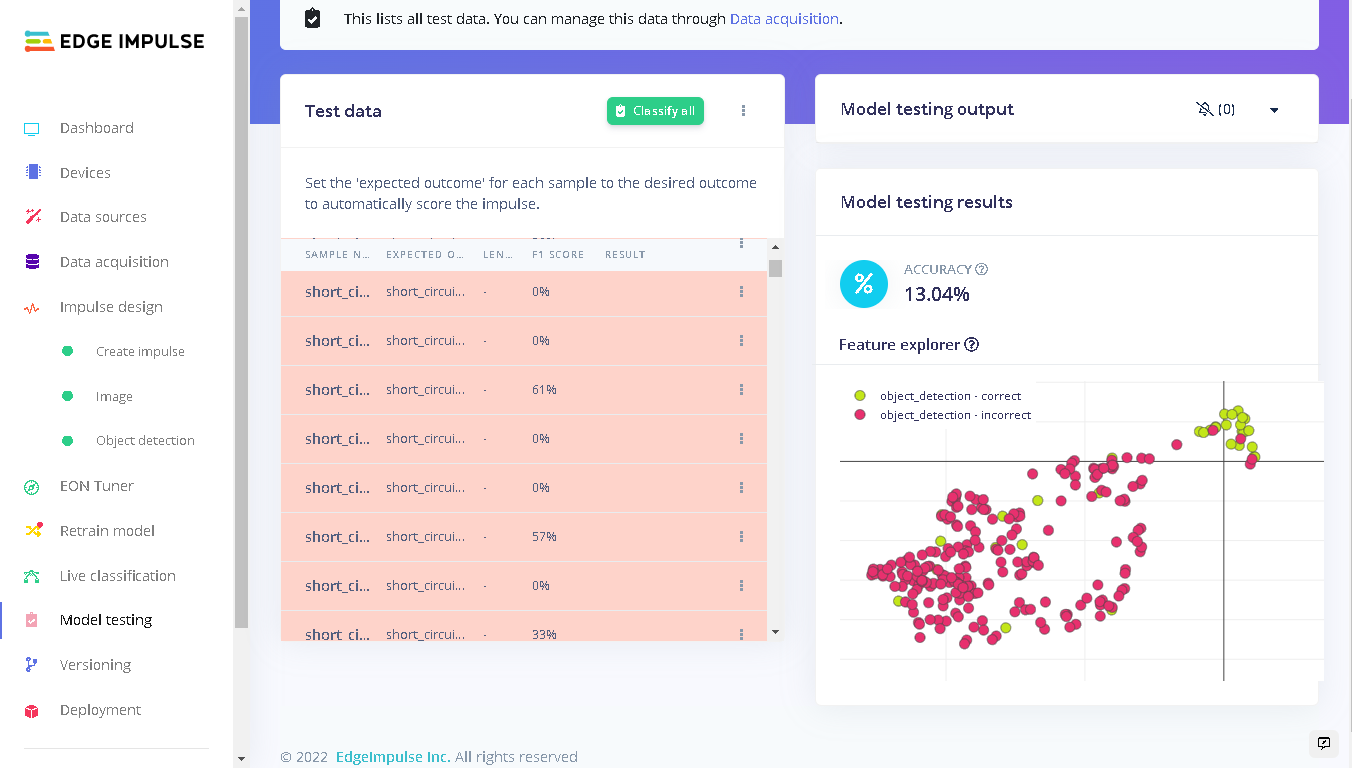 EDGE IMPULSE
Dashboard
Devices
Data sources
Data acquisition
Impulse design
Create impulse
Image
Object detection
EON Tuner
Retrain model
Live classification
Model testing
Versioning
Deployment
This lists all test data. You can manage this data through Data acquisition.
Test data
Classify all
Set the 'expected outcome' for each sample to the desired outcome
to automatically score the impulse.
SAMPLE N... EXPECTED O... LEN... F1 SCORE RESULT
short_ci... short_circui... - 0%
short_ci... short_circui... - 0%
short_ci... short_circui... - 61%
short_ci... short_circui... - 0%
short_ci... short_circui... - 0%
short_ci... short_circui... - 57%
short_ci... short_circui... - 0%
short_ci... short_circui... - 33%
Model testing output (0)
Model testing results
%
ACCURACY ?
13.04%
Feature explorer ?
object_detection - correct
object_detection - incorrect
© 2022 EdgeImpulse Inc. All rights reserved